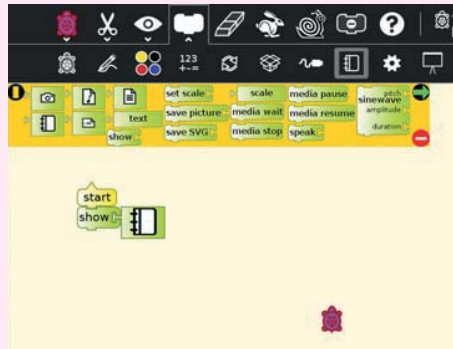 ?
123
+-=
set scale scale media pause pitch
sinewave
text save picture media wait media resume amplitude
show save SVG media stop speak duration
start
show